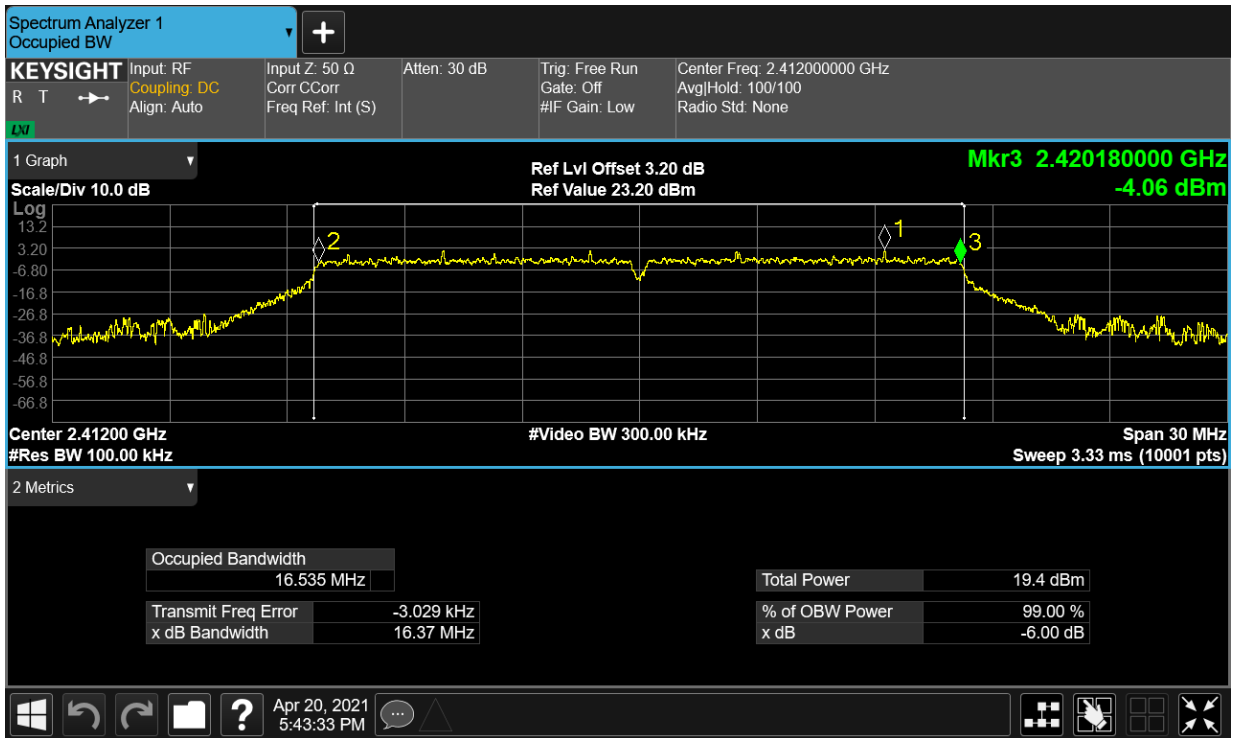 Spectrum Analyzer 1
Occupied BW
KEYSIGHT
R T
LXI
Input: RF
Coupling: DC
Align: Auto
Input Z: 50 Ω
Corr CCorr
Freq Ref: Int (S)
Atten: 30 dB
Trig: Free Run
Gate: Off
#IF Gain: Low
Center Freq: 2.412000000 GHz
Avg|Hold: 100/100
Radio Std: None
1 Graph
Scale/Div 10.0 dB
Ref Lvl Offset 3.20 dB
Ref Value 23.20 dBm
Mkr3 2.420180000 GHz
-4.06 dBm
Log
13.2
3.20
-6.80
-16.8
-26.8
-36.8
-46.8
-56.8
-66.8
2
1
3
Center 2.41200 GHz
#Video BW 300.00 kHz
Span 30 MHz
#Res BW 100.00 kHz
Sweep 3.33 ms (10001 pts)
2 Metrics
Occupied Bandwidth
16.535 MHz
Transmit Freq Error -3.029 kHz
x dB Bandwidth 16.37 MHz
Total Power 19.4 dBm
% of OBW Power 99.00 %
x dB -6.00 dB
?
Apr 20, 2021
5:43:33 PM